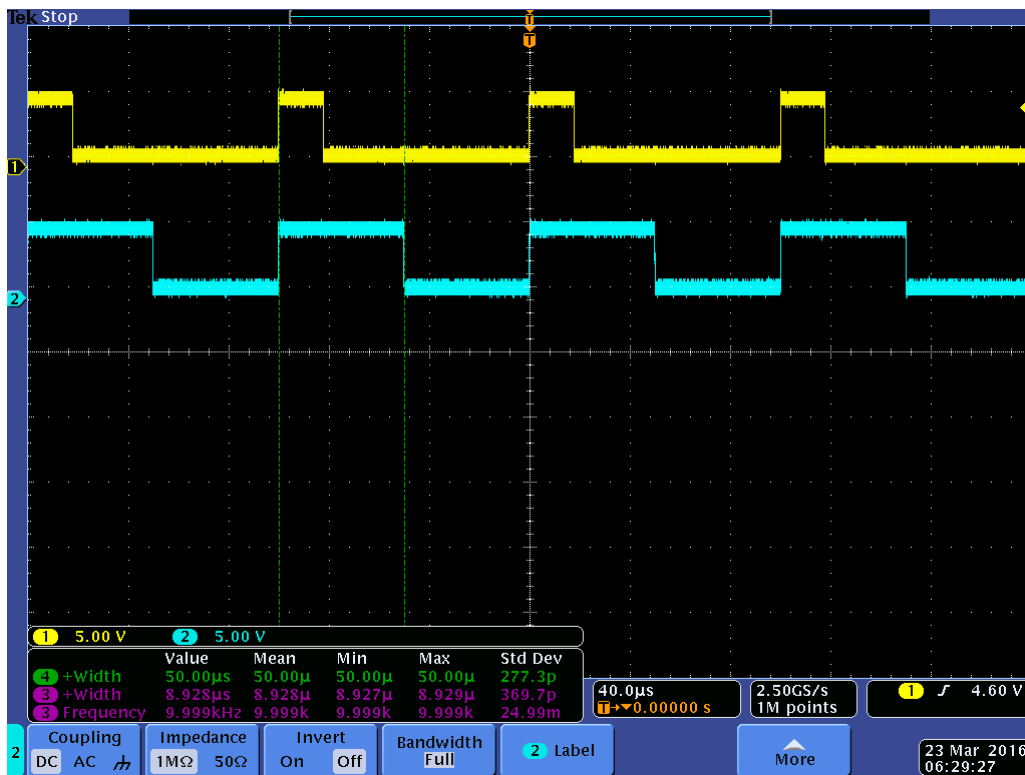 Tek Stop
T
T
1
2
1 5.00 V 2 5.00 V
Value Mean Min Max Std Dev
4 +Width 50.00µs 50.00µ 50.00µ 50.00µ 277.3p
3 +Width 8.928µs 8.928µ 8.927µ 8.929µ 369.7p
3 Frequency 9.999kHz 9.999k 9.999k 9.999k 24.99m
40.0µs
T→▼0.00000 s
2.50GS/s
1M points
1 4.60 V
2
Coupling
DC AC
Impedance
1MΩ 50Ω
Invert
On Off
Bandwidth
Full
2 Label
More
23 Mar 2016
06:29:27